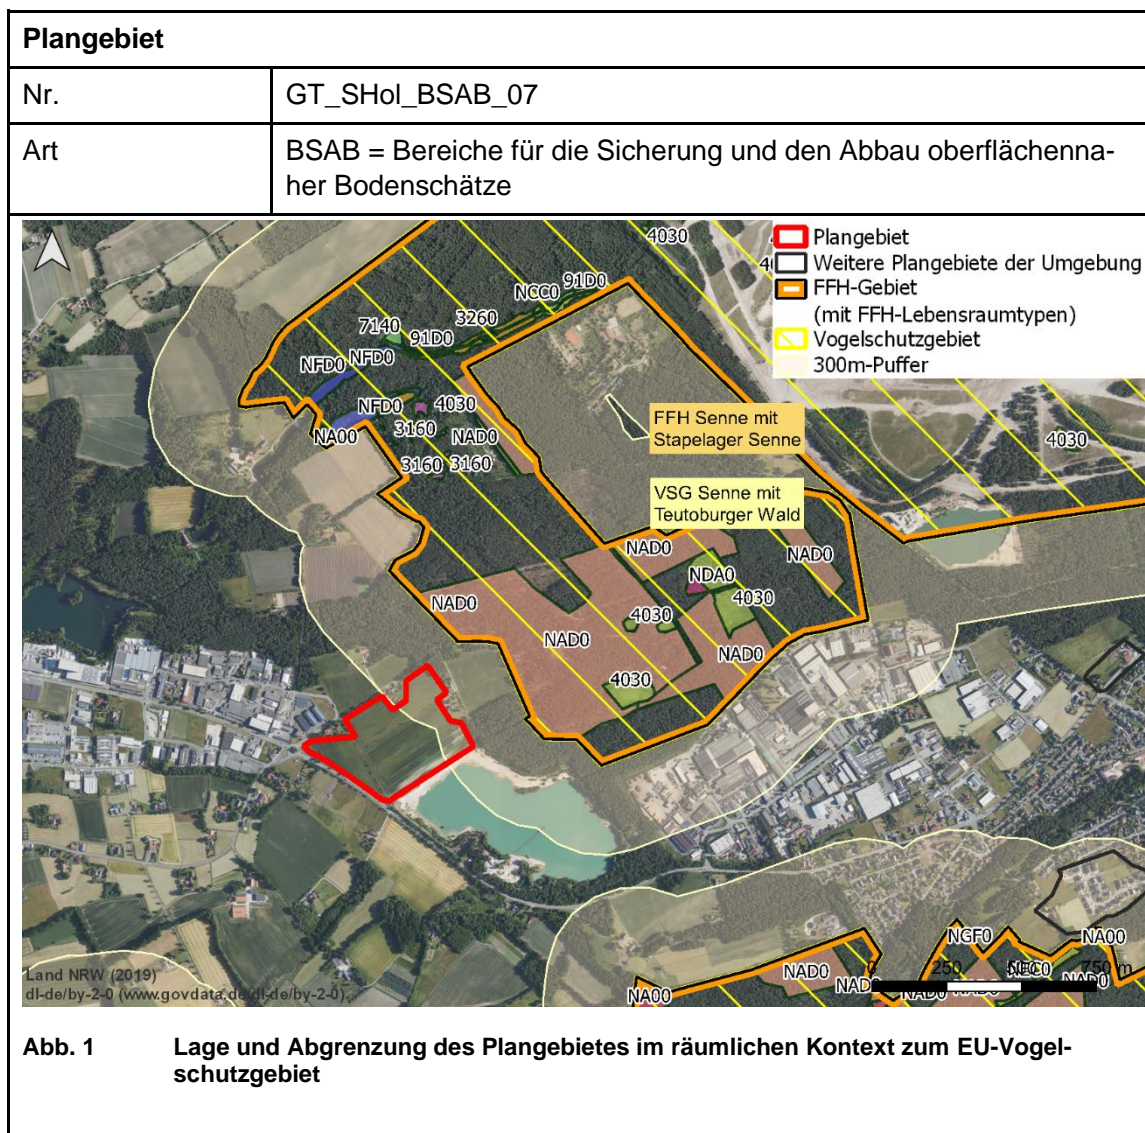 Plangebiet
Nr.
GT_SHol_BSAB_07
Art
BSAB = Bereiche für die Sicherung und den Abbau oberflächenna-
her Bodenschätze
Plangebiet
Weitere Plangebiete der Umgebung
FFH-Gebiet
(mit FFH-Lebensraumtypen)
Vogelschutzgebiet
300m-Puffer
4030
NCC0
91D0
7140
3260
91D0
NFD0
NFD0
NFD0
4030
NA00
3160
NAD0
3160
3160
FFH Senne mit
Stapelager Senne
4030
VSG Senne mit
Teutoburger Wald
NAD0
NAD0
NDA0
4030
NAD0
NAD0
4030
NAD0
4030
NGF0
NA00
NAD0
0
250
750 m
NA00
Land NRW (2019)
dl-de/by-2-0 (www.govdata.de/dl-de/by-2-0)
Abb. 1 Lage und Abgrenzung des Plangebietes im räumlichen Kontext zum EU-Vogel-
schutzgebiet